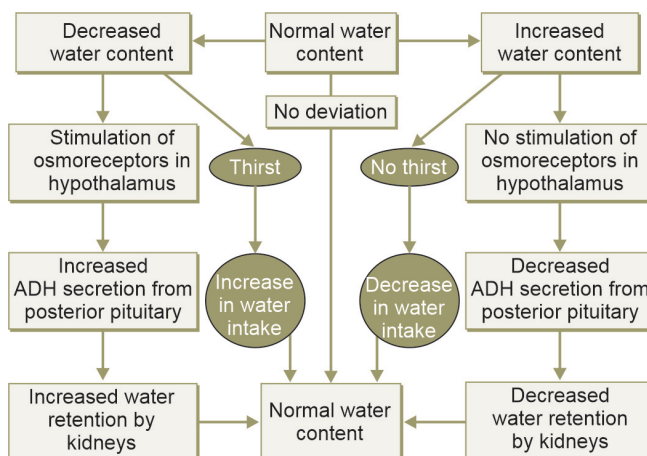 Decreased
water content
Normal water
content
Increased
water content
No deviation
Stimulation of
osmoreceptors in
hypothalamus
Thirst
No thirst
No stimulation of
osmoreceptors in
hypothalamus
Increased
ADH secretion from
posterior pituitary
Increase
in water
intake
Decrease
in water
intake
Decreased
ADH secretion from
posterior pituitary
Increased water
retention by
kidneys
Normal water
content
Decreased
water retention
by kidneys